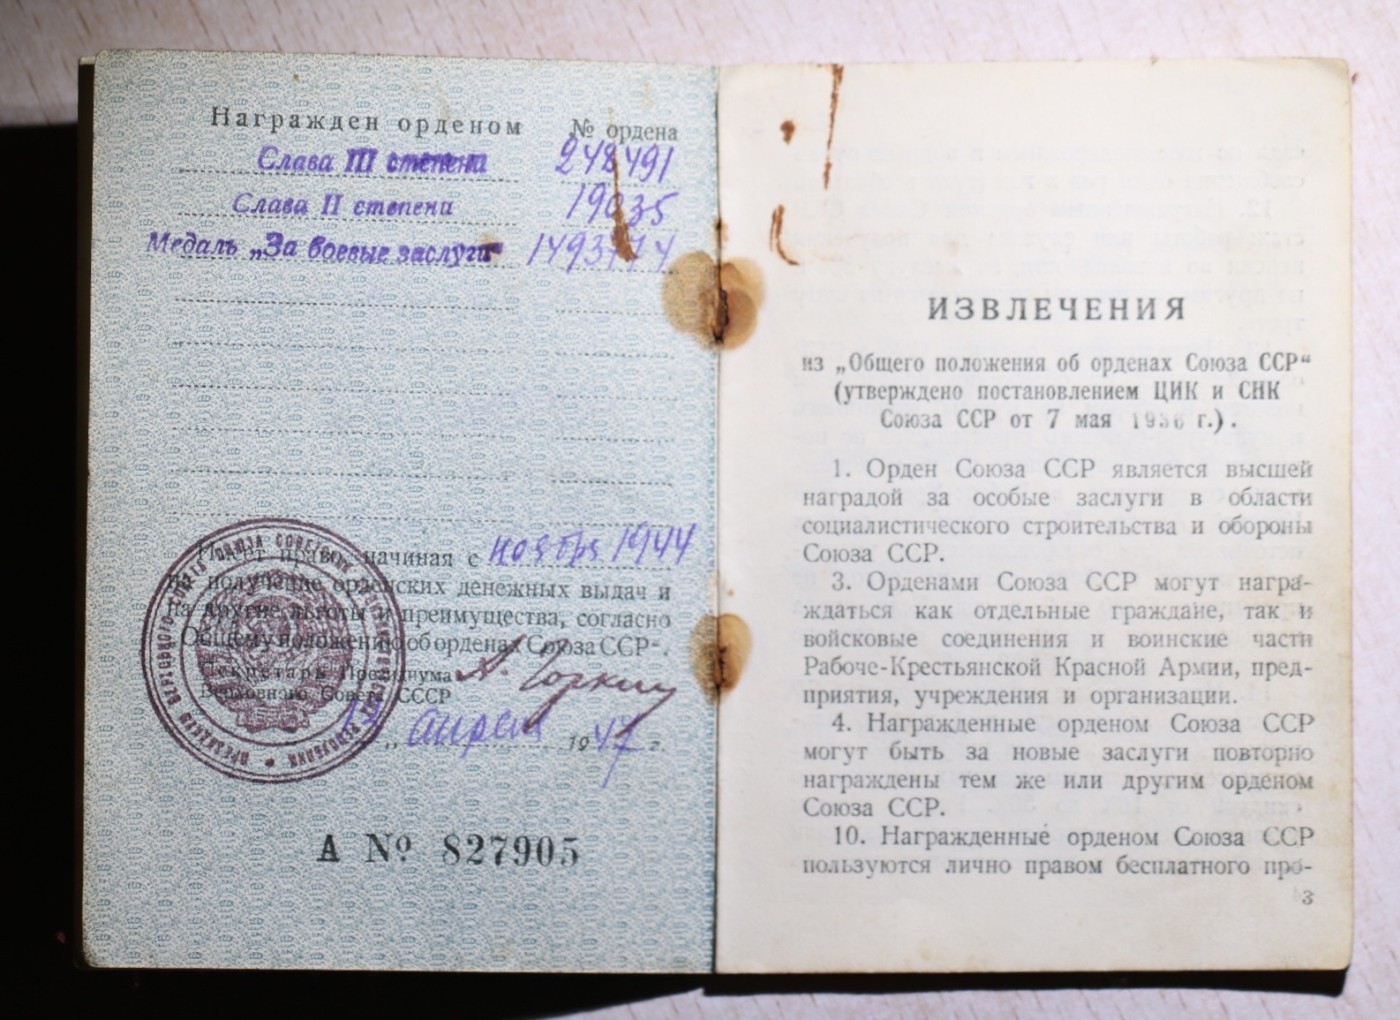 Награжден орденом № ордена
Слава III степени 248491
Слава II степени 19035
Медаль „За боевые заслуги“
начиная с ноября 1944
на получение орденских денежных выдач и
на другие льготы и преимущества, согласно
„Общему положению об орденах Союза ССР“.
Секретарь Президиума
Верховного Совета СССР
А. Горкин
апреля 1947 г.
А № 827905
ИЗВЛЕЧЕНИЯ
из „Общего положения об орденах Союза ССР“
(утверждено постановлением ЦИК и СНК
Союза ССР от 7 мая 1936 г.).
1. Орден Союза ССР является высшей
наградой за особые заслуги в области
социалистического строительства и обороны
Союза ССР.
3. Орденами Союза ССР могут награ-
ждаться как отдельные граждане, так и
войсковые соединения и воинские части
Рабоче-Крестьянской Красной Армии, пред-
приятия, учреждения и организации.
4. Награжденные орденом Союза ССР
могут быть за новые заслуги повторно
награждены тем же или другим орденом
Союза ССР.
10. Награжденные орденом Союза ССР
пользуются лично правом бесплатного про-
3